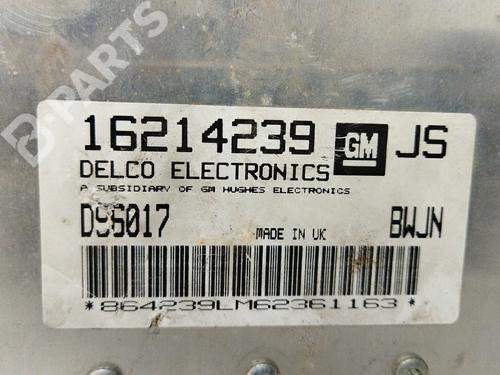 B-PARTS
16214239 GM JS
DELCO ELECTRONICS
A SUBSIDIARY OF GM HUGHES ELECTRONICS
D96017 MADE IN UK BWJN
*864239LM62361163*